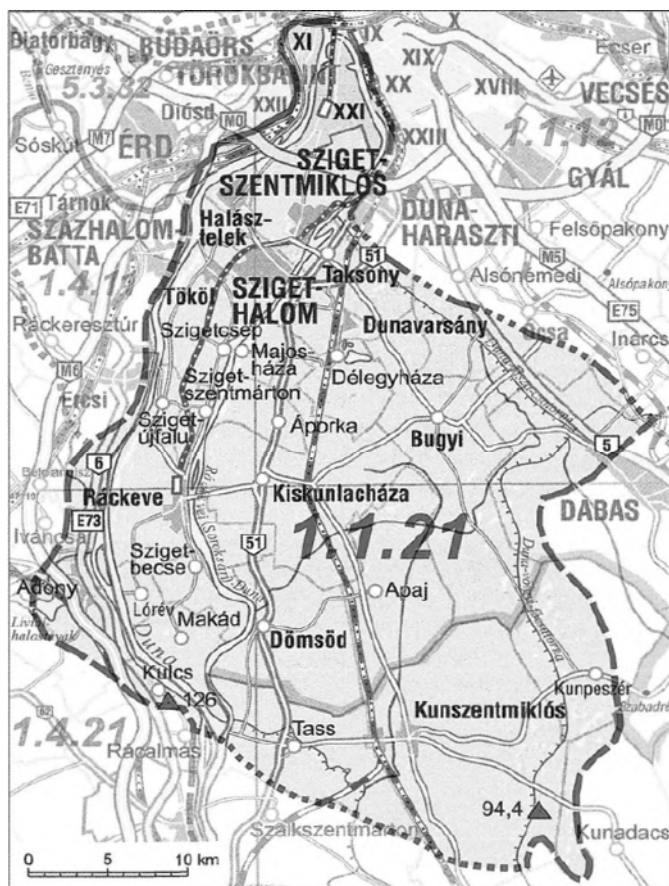 XI
IX
X
Diatorbágy
BUDAÖRS
XIX
Ecser
Gesztenyés
TÖRÖKBÁLINT
XX
XVIII
5.3.32
XXII
VECSÉS
Diósd
M0
XXI
M0
Sóskút
M7
ÉRD
XXIII
1.1.12
SZIGET-
SZENTMIKLÓS
GYÁL
E71
Tárnok
Halász-
telek
DUNA-
HARASZTI
Felsőpakony
SZÁZHALOM-
BATTA
51
M5
1.4.11
Taksony
Alsónémedi
Alsópakony
Tököl
SZIGET-
HALOM
Dunavarsány
E75
Ráckeresztúr
Szigetcsép
Ócsa
Inárcs
Majos-
háza
M6
Délegyháza
Sziget-
szentmárton
Ercsi
Sziget-
újfalu
Áporka
Bugyi
6
5
Ráckeve
Kiskunlacháza
E73
DABAS
Iváncsa
1.1.21
51
Sziget-
becse
Adony
Apaj
Lórév
Makád
Duna
Dömsöd
Kulcs
Kunpeszér
126
Kunszentmiklós
1.4.21
Rácalmás
Tass
94,4
Szalkszentmárton
Kunadacs
0 5 10 km